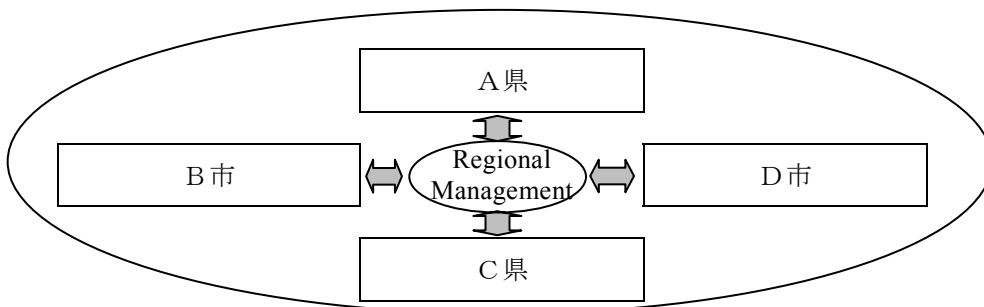 A県
B市
Regional
Management
D市
C県